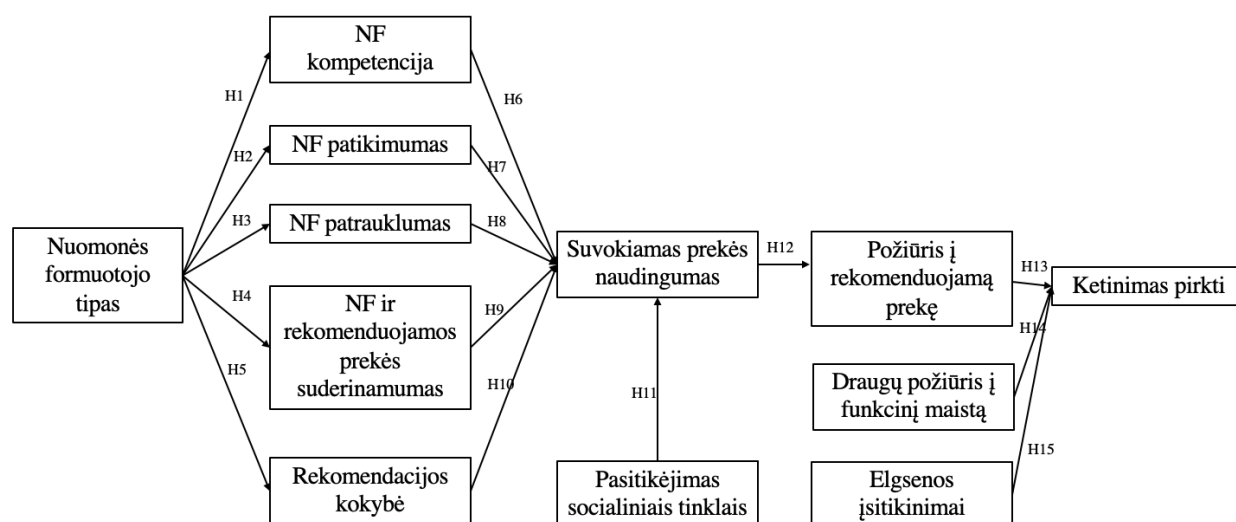 NF
kompetencija
H1
H6
H2
NF patikimumas
H7
H3
NF patrauklumas
H8
Nuomonės
formuotojo
tipas
Suvokiamas prekės
naudingumas
H12
Požiūris į
rekomenduojamą
prekę
H13
Ketinimas pirkti
H4
NF ir
rekomenduojamos
prekės
suderinamumas
H9
H14
H5
H10
H11
Draugų požiūris į
funkcinį maistą
H15
Rekomendacijos
kokybė
Pasitikėjimas
socialiniais tinklais
Elgsenos
įsitikinimai